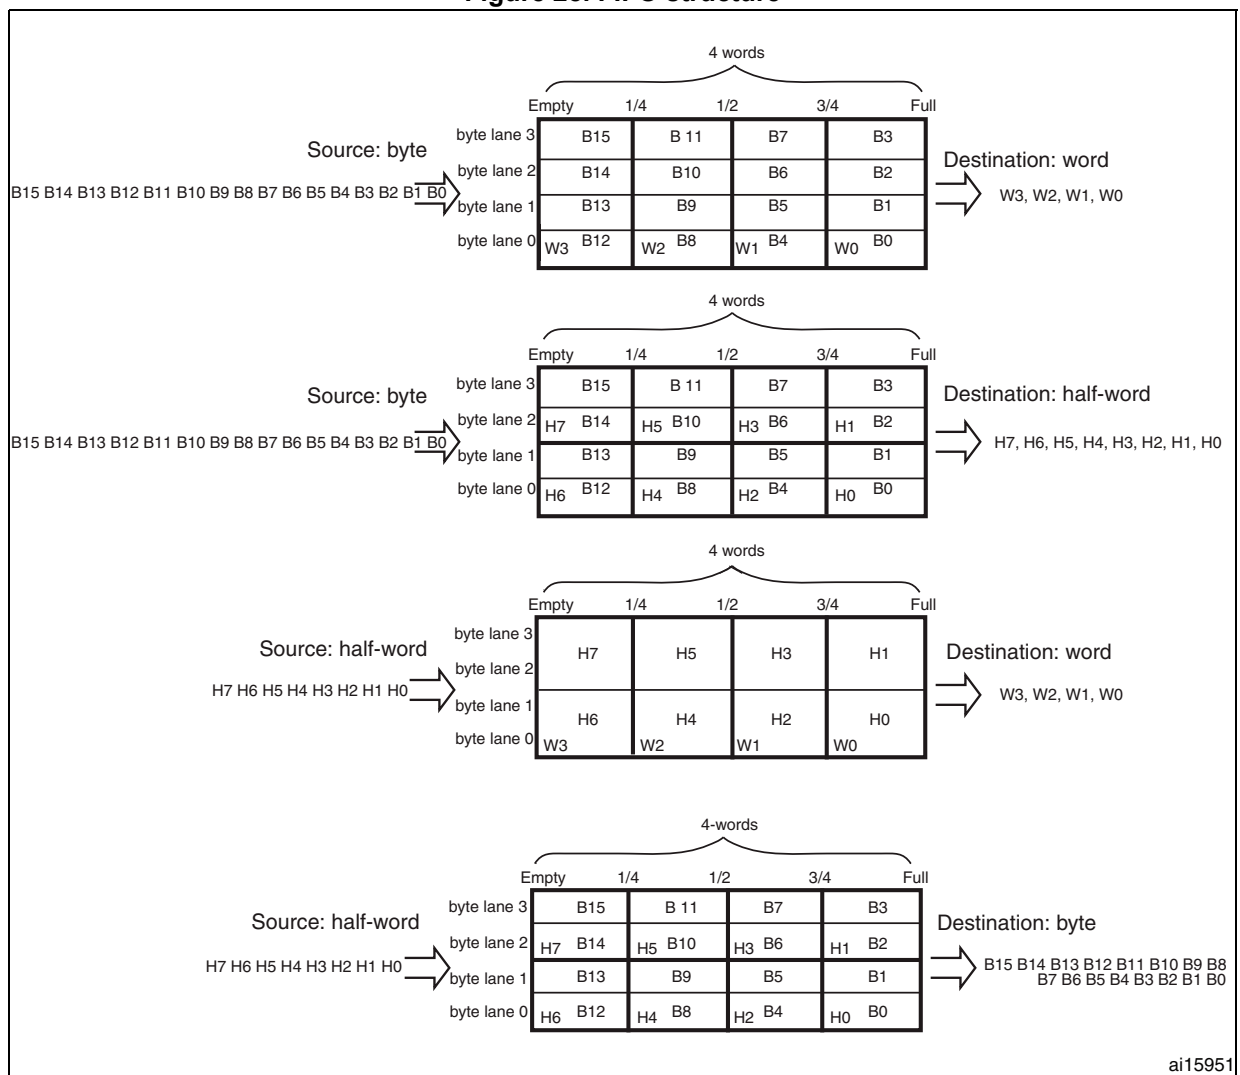 4 words
Empty 1/4 1/2 3/4 Full
Source: byte
B15 B14 B13 B12 B11 B10 B9 B8 B7 B6 B5 B4 B3 B2 B1 B0
byte lane 3 B15 B 11 B7 B3
byte lane 2 B14 B10 B6 B2
byte lane 1 B13 B9 B5 B1
byte lane 0 W3 B12 W2 B8 W1 B4 W0 B0
Destination: word
W3, W2, W1, W0
4 words
Empty 1/4 1/2 3/4 Full
Source: byte
B15 B14 B13 B12 B11 B10 B9 B8 B7 B6 B5 B4 B3 B2 B1 B0
byte lane 3 B15 B 11 B7 B3
byte lane 2 H7 B14 H5 B10 H3 B6 H1 B2
byte lane 1 B13 B9 B5 B1
byte lane 0 H6 B12 H4 B8 H2 B4 H0 B0
Destination: half-word
H7, H6, H5, H4, H3, H2, H1, H0
4 words
Empty 1/4 1/2 3/4 Full
Source: half-word
H7 H6 H5 H4 H3 H2 H1 H0
byte lane 3
H7 H5 H3 H1
byte lane 2
byte lane 1
H6 H4 H2 H0
byte lane 0 W3 W2 W1 W0
Destination: word
W3, W2, W1, W0
4-words
Empty 1/4 1/2 3/4 Full
Source: half-word
H7 H6 H5 H4 H3 H2 H1 H0
byte lane 3 B15 B 11 B7 B3
byte lane 2 H7 B14 H5 B10 H3 B6 H1 B2
byte lane 1 B13 B9 B5 B1
byte lane 0 H6 B12 H4 B8 H2 B4 H0 B0
Destination: byte
B15 B14 B13 B12 B11 B10 B9 B8
B7 B6 B5 B4 B3 B2 B1 B0
ai15951